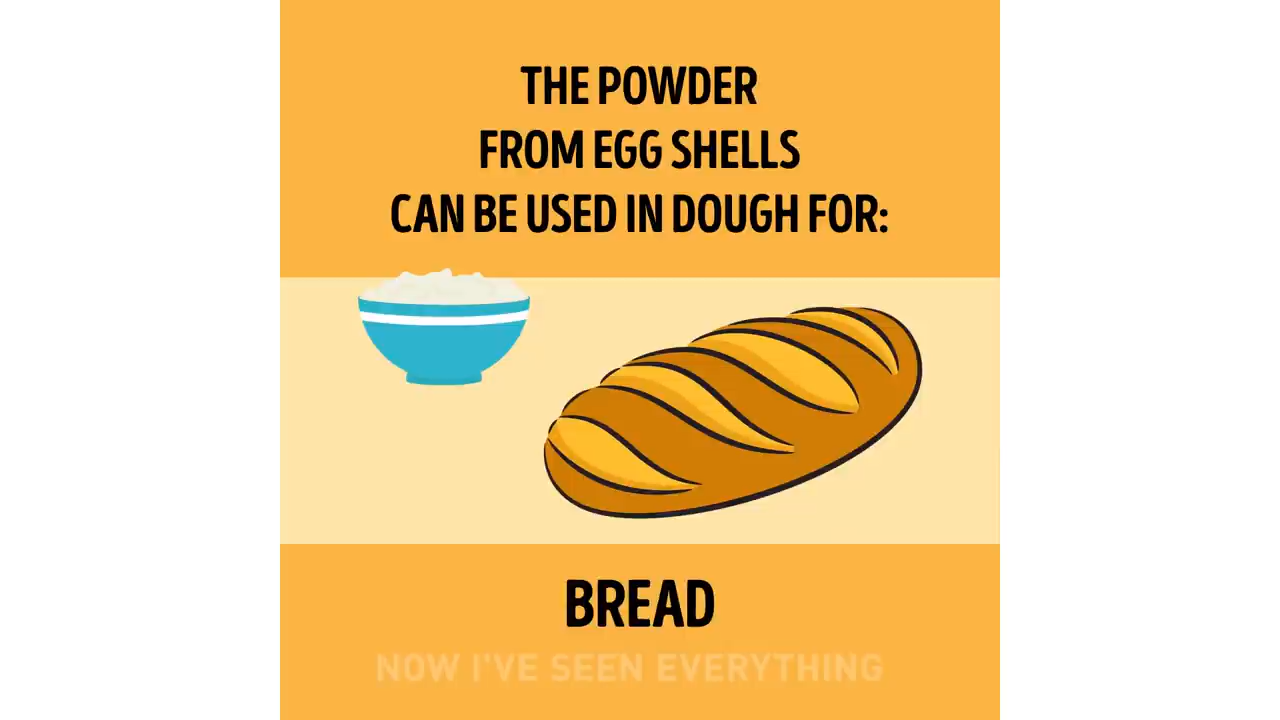 THE POWDER
FROM EGG SHELLS
CAN BE USED IN DOUGH FOR:
BREAD
NOW I'VE SEEN EVERYTHING